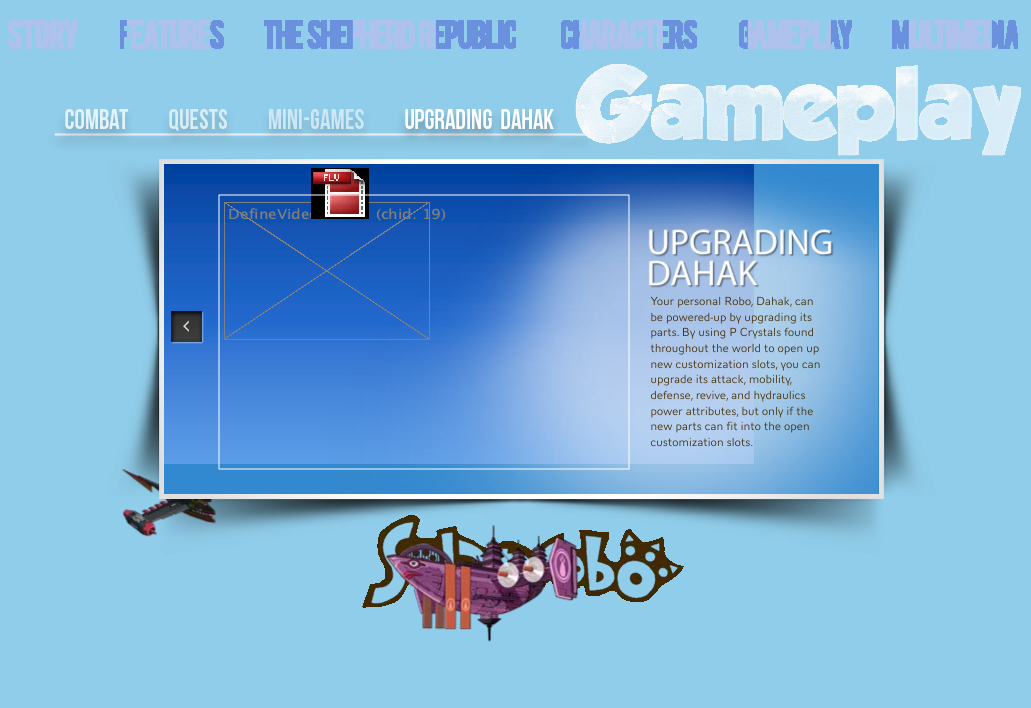 STORY FEATURES THE SHEPHERD REPUBLIC CHARACTERS GAMEPLAY MULTIMEDIA
Gameplay
COMBAT QUESTS MINI-GAMES UPGRADING DAHAK
FLV
DefineVide (chid: 19)
UPGRADING
DAHAK
Your personal Robo, Dahak, can
be powered-up by upgrading its
parts. By using P Crystals found
throughout the world to open up
new customization slots, you can
upgrade its attack, mobility,
defense, revive, and hydraulics
power attributes, but only if the
new parts can fit into the open
customization slots.